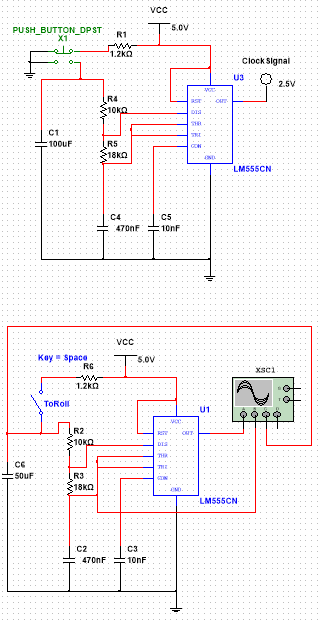 VCC
5.0V
PUSH_BUTTON_DPST
X1
R1
1.2kΩ
ClockSignal
2.5V
U3
VCC
RST
OUT
DIS
THR
TRI
CON
GND
LM555CN
R4
10kΩ
R5
18kΩ
C1
100uF
C4
470nF
C5
10nF
VCC
5.0V
Key = Space
R6
1.2kΩ
ToRoll
XSC1
U1
VCC
RST
OUT
DIS
THR
TRI
CON
GND
LM555CN
R2
10kΩ
R3
18kΩ
C6
50uF
C2
470nF
C3
10nF